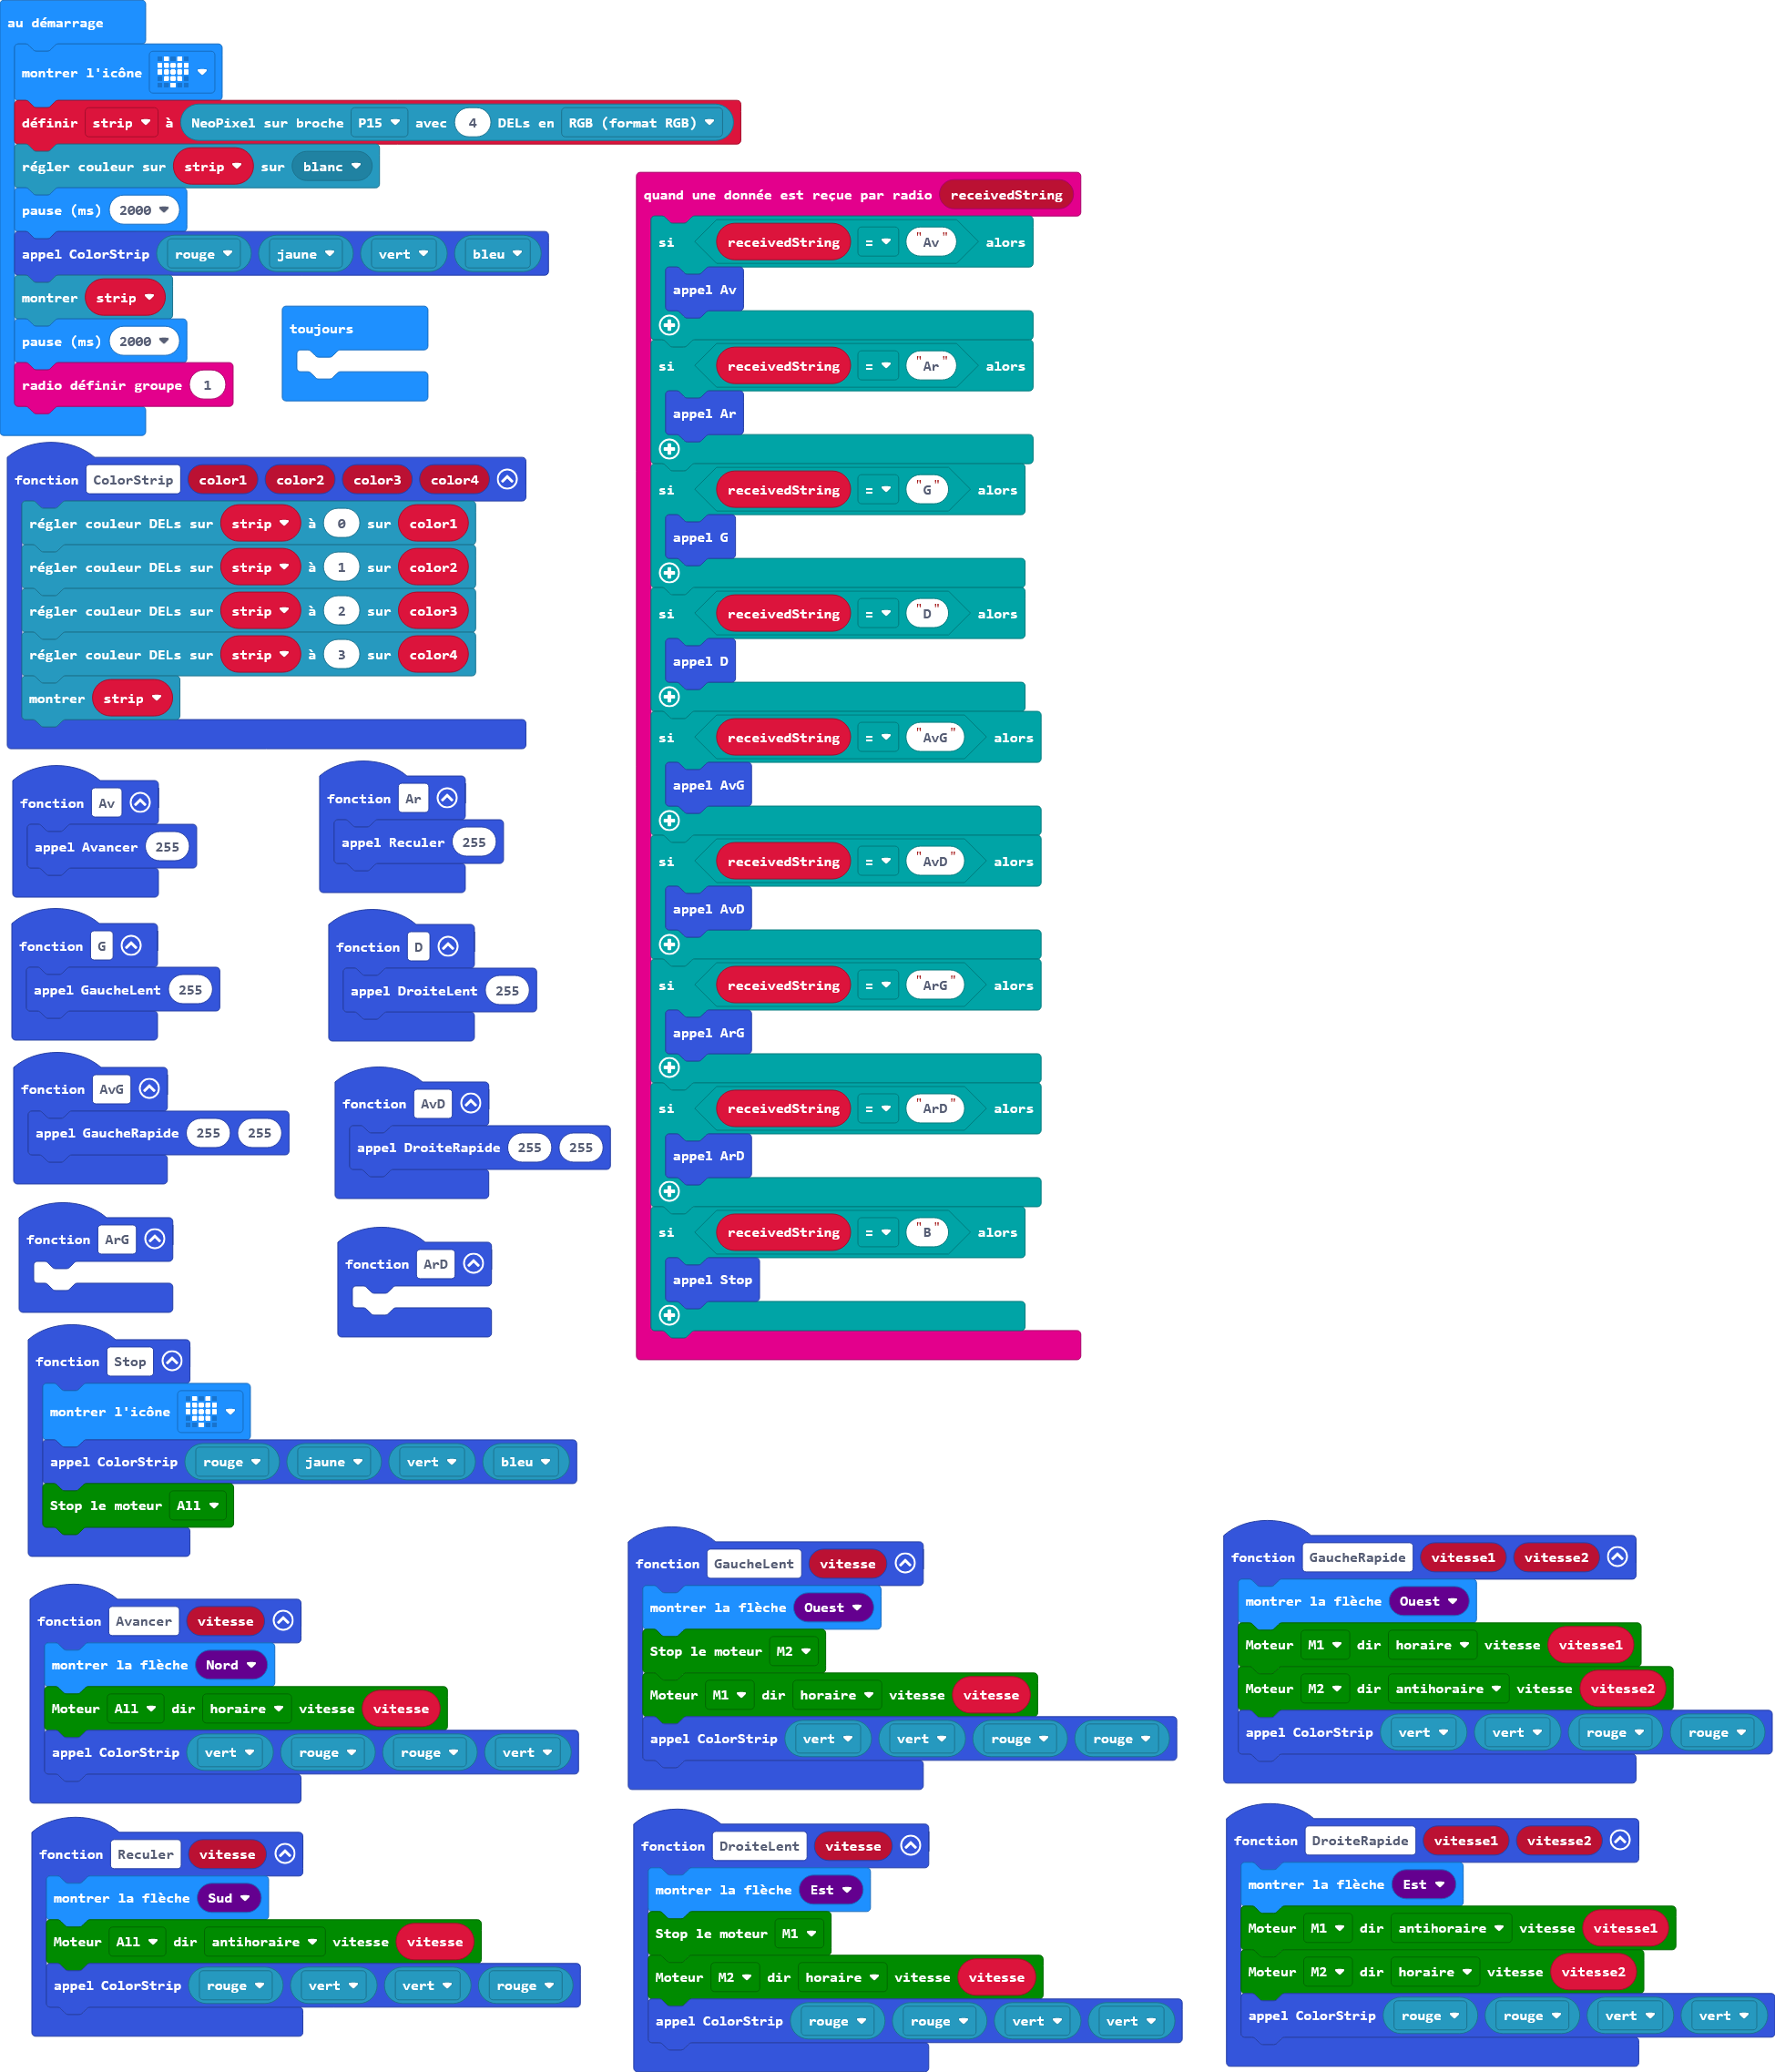 au démarrage
montrer l'icône
définir strip à NeoPixel sur broche P15 avec 4 DELs en RGB (format RGB)
régler couleur sur strip sur blanc
pause (ms) 2000
appel ColorStrip rouge jaune vert bleu
montrer strip
pause (ms) 2000
radio définir groupe 1
toujours
fonction ColorStrip color1 color2 color3 color4
régler couleur DELs sur strip à 0 sur color1
régler couleur DELs sur strip à 1 sur color2
régler couleur DELs sur strip à 2 sur color3
régler couleur DELs sur strip à 3 sur color4
montrer strip
fonction Av
appel Avancer 255
fonction Ar
appel Reculer 255
fonction G
appel GaucheLent 255
fonction D
appel DroiteLent 255
fonction AvG
appel GaucheRapide 255 255
fonction AvD
appel DroiteRapide 255 255
fonction ArG
fonction ArD
fonction Stop
montrer l'icône
appel ColorStrip rouge jaune vert bleu
Stop le moteur All
quand une donnée est reçue par radio receivedString
si receivedString = "Av" alors
appel Av
si receivedString = "Ar" alors
appel Ar
si receivedString = "G" alors
appel G
si receivedString = "D" alors
appel D
si receivedString = "AvG" alors
appel AvG
si receivedString = "AvD" alors
appel AvD
si receivedString = "ArG" alors
appel ArG
si receivedString = "ArD" alors
appel ArD
si receivedString = "B" alors
appel Stop
fonction Avancer vitesse
montrer la flèche Nord
Moteur All dir horaire vitesse vitesse
appel ColorStrip vert rouge rouge vert
fonction Reculer vitesse
montrer la flèche Sud
Moteur All dir antihoraire vitesse vitesse
appel ColorStrip rouge vert vert rouge
fonction GaucheLent vitesse
montrer la flèche Ouest
Stop le moteur M2
Moteur M1 dir horaire vitesse vitesse
appel ColorStrip vert vert rouge rouge
fonction DroiteLent vitesse
montrer la flèche Est
Stop le moteur M1
Moteur M2 dir horaire vitesse vitesse
appel ColorStrip rouge rouge vert vert
fonction GaucheRapide vitesse1 vitesse2
montrer la flèche Ouest
Moteur M1 dir horaire vitesse vitesse1
Moteur M2 dir antihoraire vitesse vitesse2
appel ColorStrip vert vert rouge rouge
fonction DroiteRapide vitesse1 vitesse2
montrer la flèche Est
Moteur M1 dir antihoraire vitesse vitesse1
Moteur M2 dir horaire vitesse vitesse2
appel ColorStrip rouge rouge vert vert